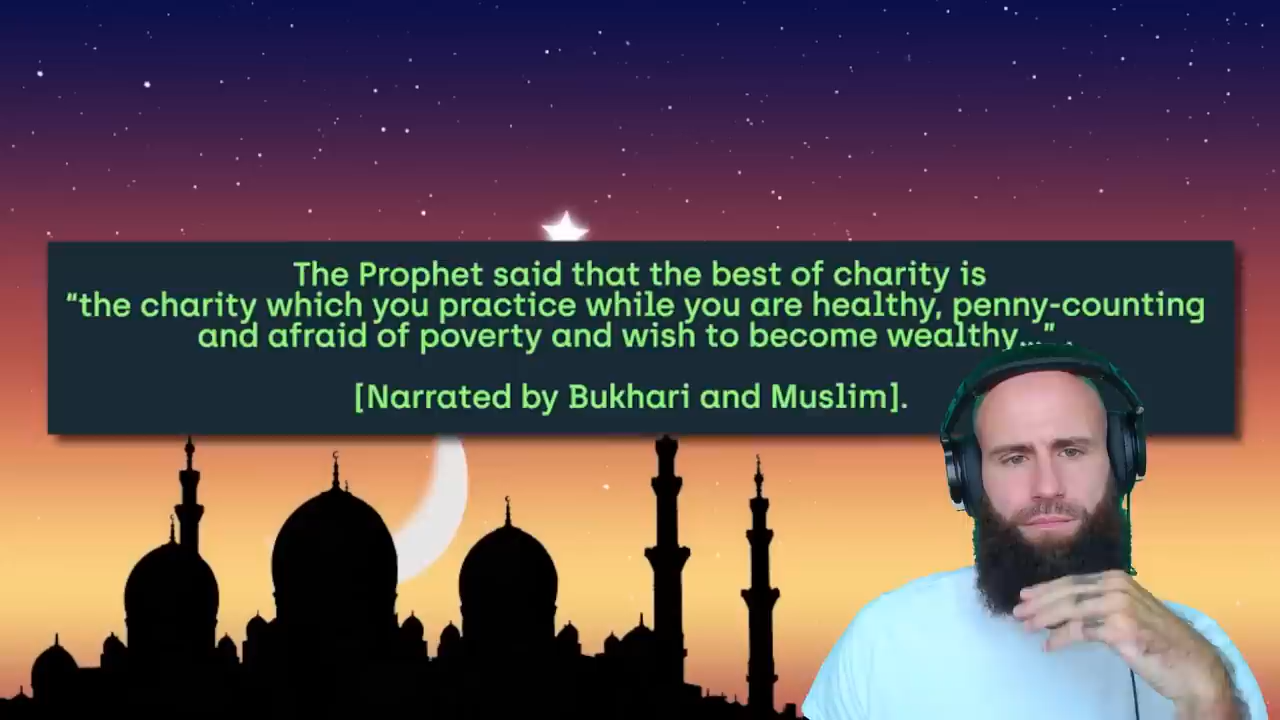 The Prophet said that the best of charity is
“the charity which you practice while you are healthy, penny-counting
and afraid of poverty and wish to become wealthy...”
[Narrated by Bukhari and Muslim].